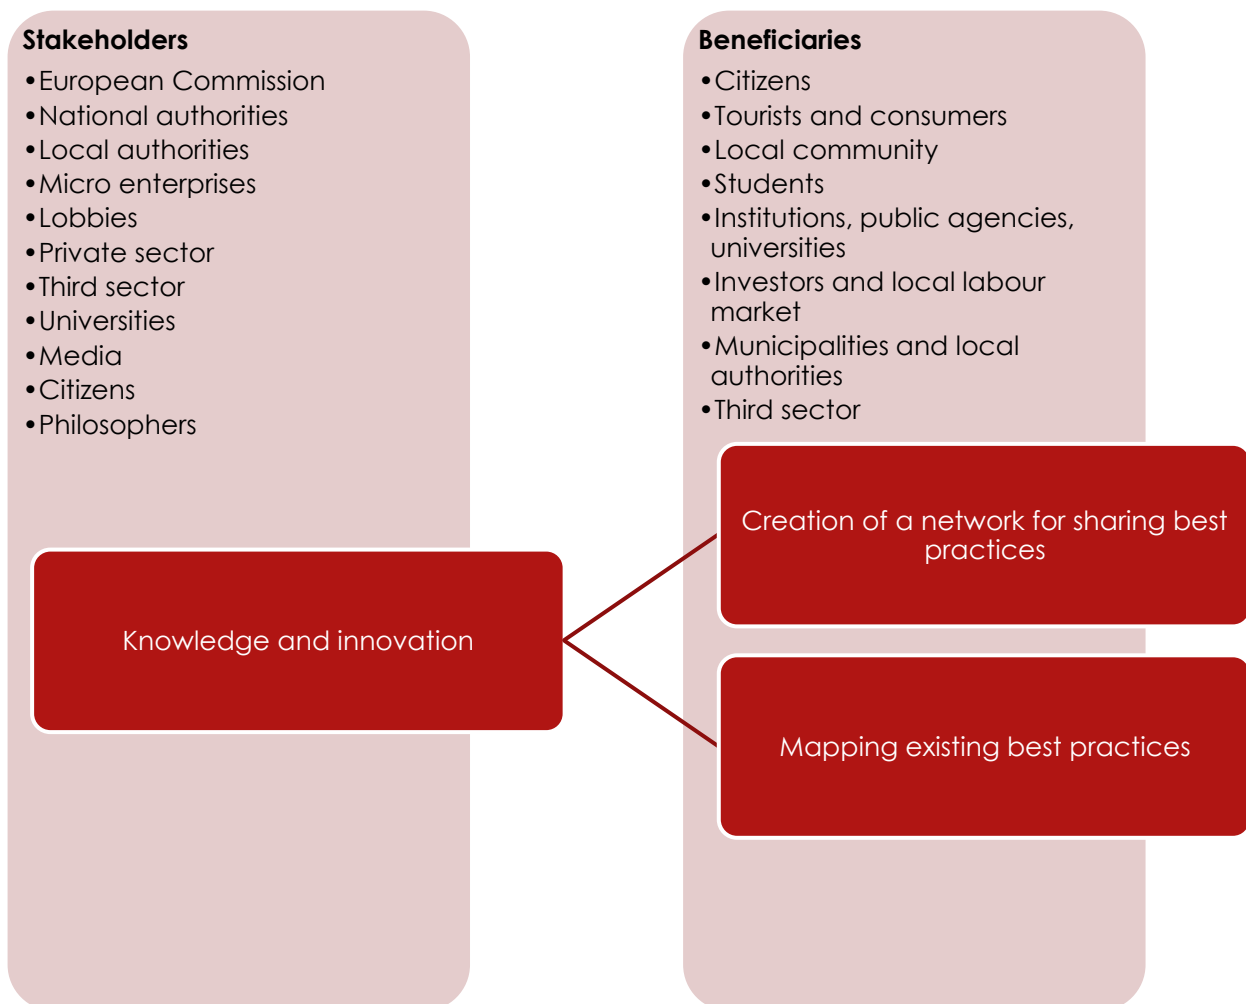 Stakeholders
•European Commission
•National authorities
•Local authorities
•Micro enterprises
•Lobbies
•Private sector
•Third sector
•Universities
•Media
•Citizens
•Philosophers
Knowledge and innovation
Beneficiaries
•Citizens
•Tourists and consumers
•Local community
•Students
•Institutions, public agencies,
universities
•Investors and local labour
market
•Municipalities and local
authorities
•Third sector
Creation of a network for sharing best
practices
Mapping existing best practices